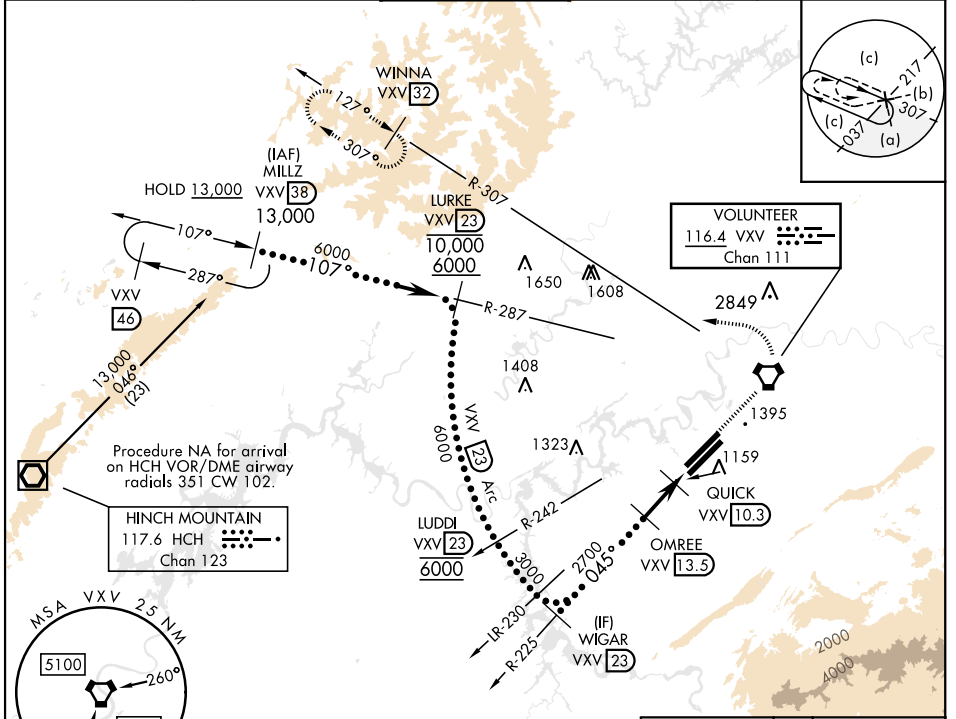 WINNA
VXV 32
127°
307°
R-307
(c)
217
(b)
307
(c)
(a)
037
(IAF)
MILLZ
VXV 38
13,000
HOLD 13,000
107°
287°
VXV
46
6000
107°
LURKE
VXV 23
10,000
6000
R-287
1650
1608
VOLUNTEER
116.4 VXV
Chan 111
2849
13,000
046°
(23)
1408
1395
6000
VXV
23
Arc
1323
1159
Procedure NA for arrival
on HCH VOR/DME airway
radials 351 CW 102.
HINCH MOUNTAIN
117.6 HCH
Chan 123
QUICK
VXV 10.3
R-242
LUDDI
VXV 23
6000
OMREE
VXV 13.5
3000
2700
045°
LR-230
R-225
(IF)
WIGAR
VXV 23
2000
4000
MSA VXV 25 NM
5100
260°